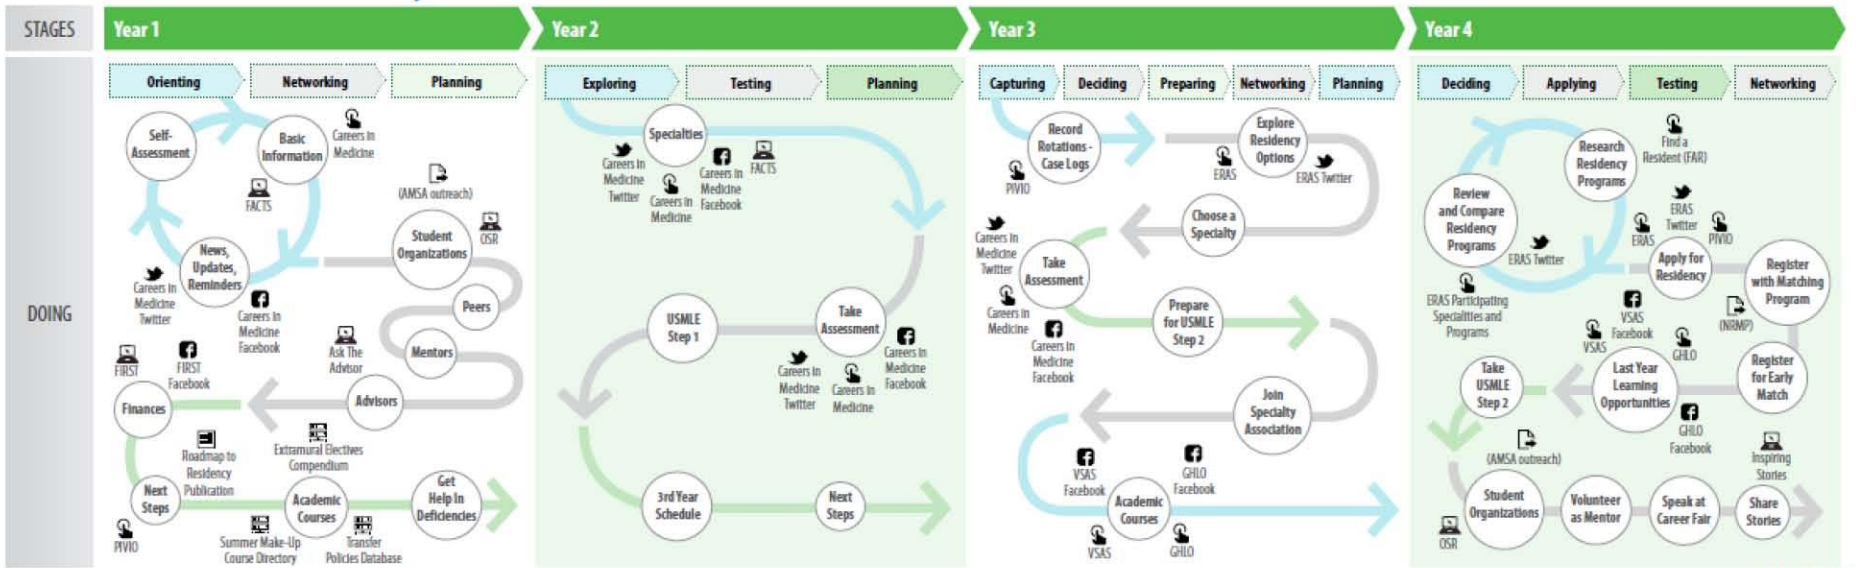 STAGES
Year 1
Year 2
Year 3
Year 4
DOING
Orienting
Networking
Planning
Self-
Assessment
Basic
Information
Careers in
Medicine
FACTS
(AMSA outreach)
Student
Organizations
OSR
News,
Updates,
Reminders
Careers in
Medicine
Twitter
Careers in
Medicine
Facebook
Peers
Mentors
Ask The
Advisor
Advisors
FIRST
FIRST
Facebook
Finances
Roadmap to
Residency
Publication
Extramural Electives
Compendium
Next
Steps
PIVIO
Academic
Courses
Summer Make-Up
Course Directory
Transfer
Policies Database
Get
Help in
Deficiencies
Exploring
Testing
Planning
Specialties
Careers in
Medicine
Twitter
Careers in
Medicine
Careers in
Medicine
Facebook
FACTS
USMLE
Step 1
Take
Assessment
Careers in
Medicine
Twitter
Careers in
Medicine
Careers in
Medicine
Facebook
3rd Year
Schedule
Next
Steps
Capturing
Deciding
Preparing
Networking
Planning
Record
Rotations -
Case Logs
PIVIO
Explore
Residency
Options
ERAS
ERAS Twitter
Choose a
Specialty
Careers in
Medicine
Twitter
Take
Assessment
Careers in
Medicine
Careers in
Medicine
Facebook
Prepare
for USMLE
Step 2
Join
Specialty
Association
VSAS
Facebook
GHLO
Facebook
Academic
Courses
VSAS
GHLO
Deciding
Applying
Testing
Networking
Research
Residency
Programs
Find a
Resident (FAR)
Review
and Compare
Residency
Programs
ERAS Twitter
ERAS Participating
Specialities and
Programs
ERAS
Twitter
ERAS
PIVIO
Apply for
Residency
Register
with Matching
Program
(NRMP)
VSAS
Facebook
VSAS
GHLO
Register
for Early
Match
Last Year
Learning
Opportunities
GHLO
Facebook
Take
USMLE
Step 2
(AMSA outreach)
Student
Organizations
OSR
Volunteer
as Mentor
Speak at
Career Fair
Inspiring
Stories
Share
Stories